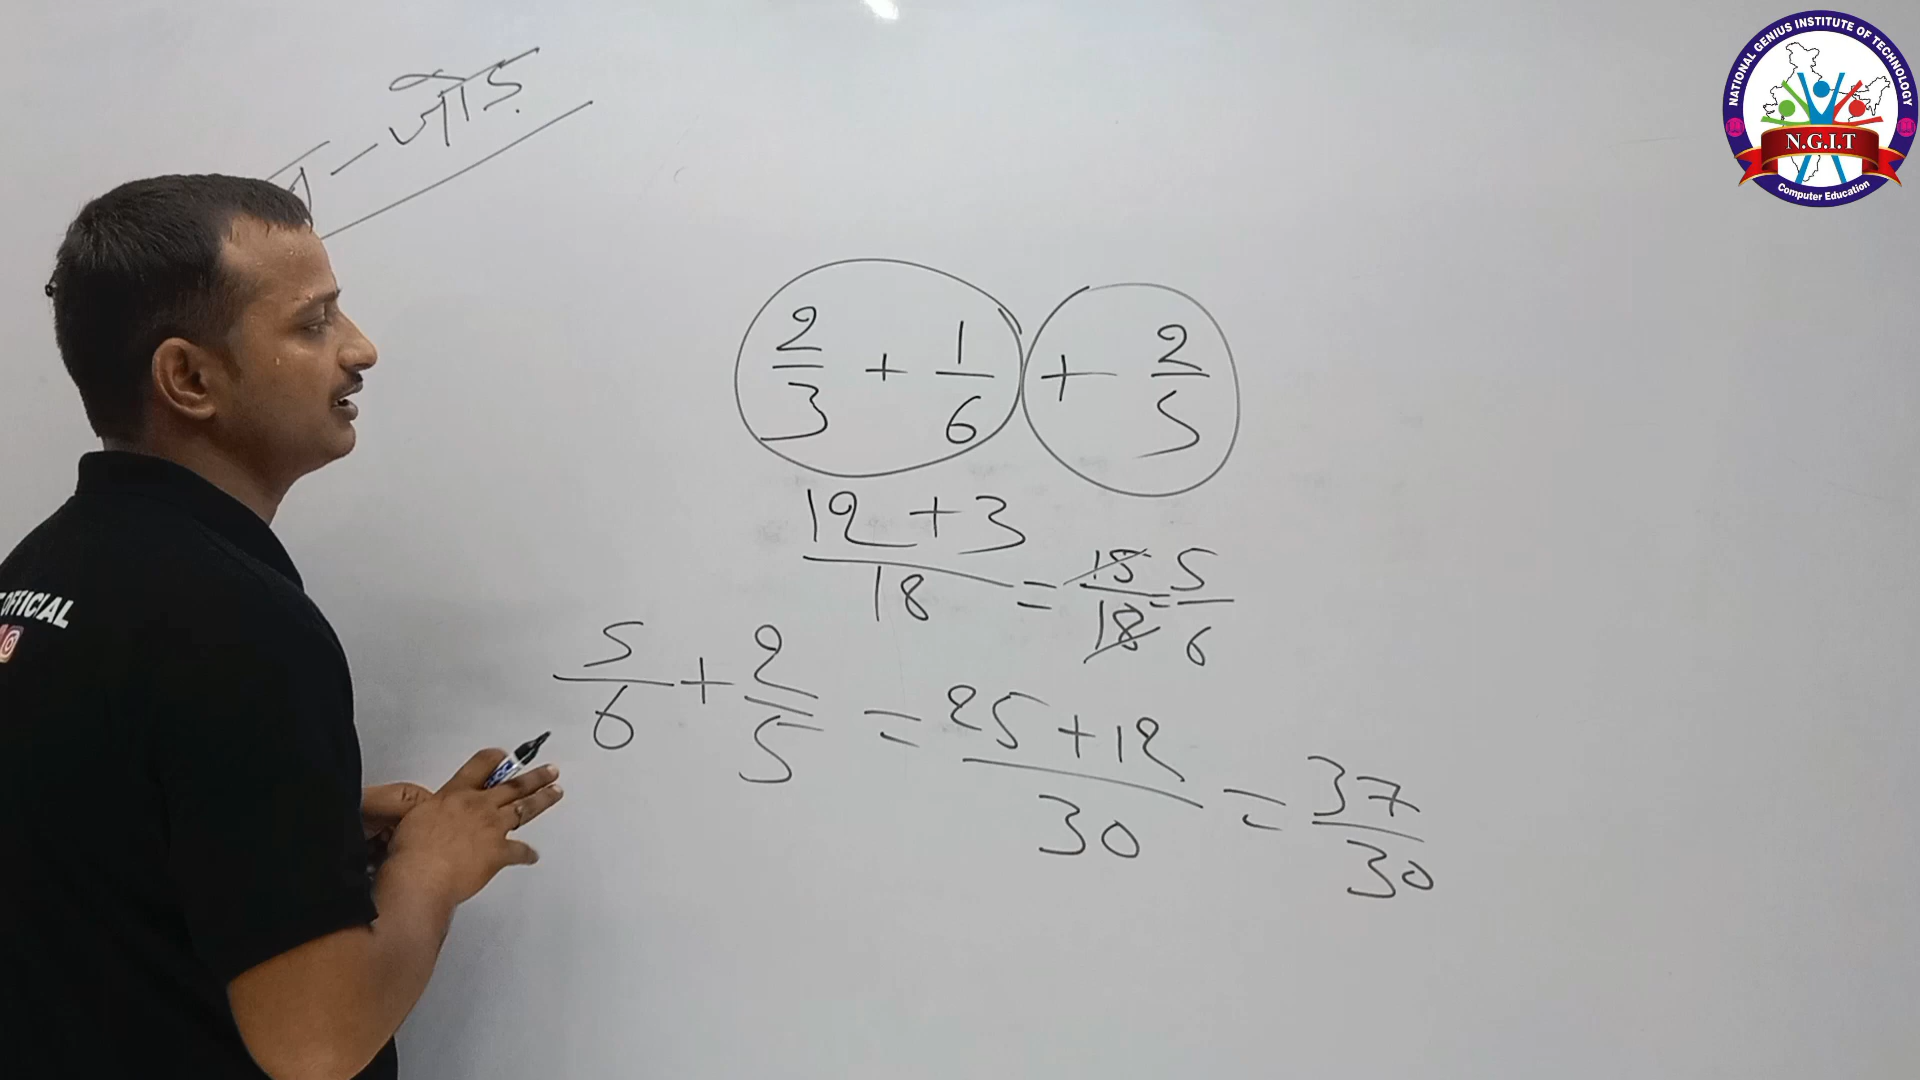 जोड़
2/3 + 1/6 + 2/5
12 + 3 / 18 = 15/18 = 5/6
5/6 + 2/5 = 25 + 12 / 30 = 37/30
OFFICIAL
NATIONAL GENIUS INSTITUTE OF TECHNOLOGY
N.G.I.T
Computer Education